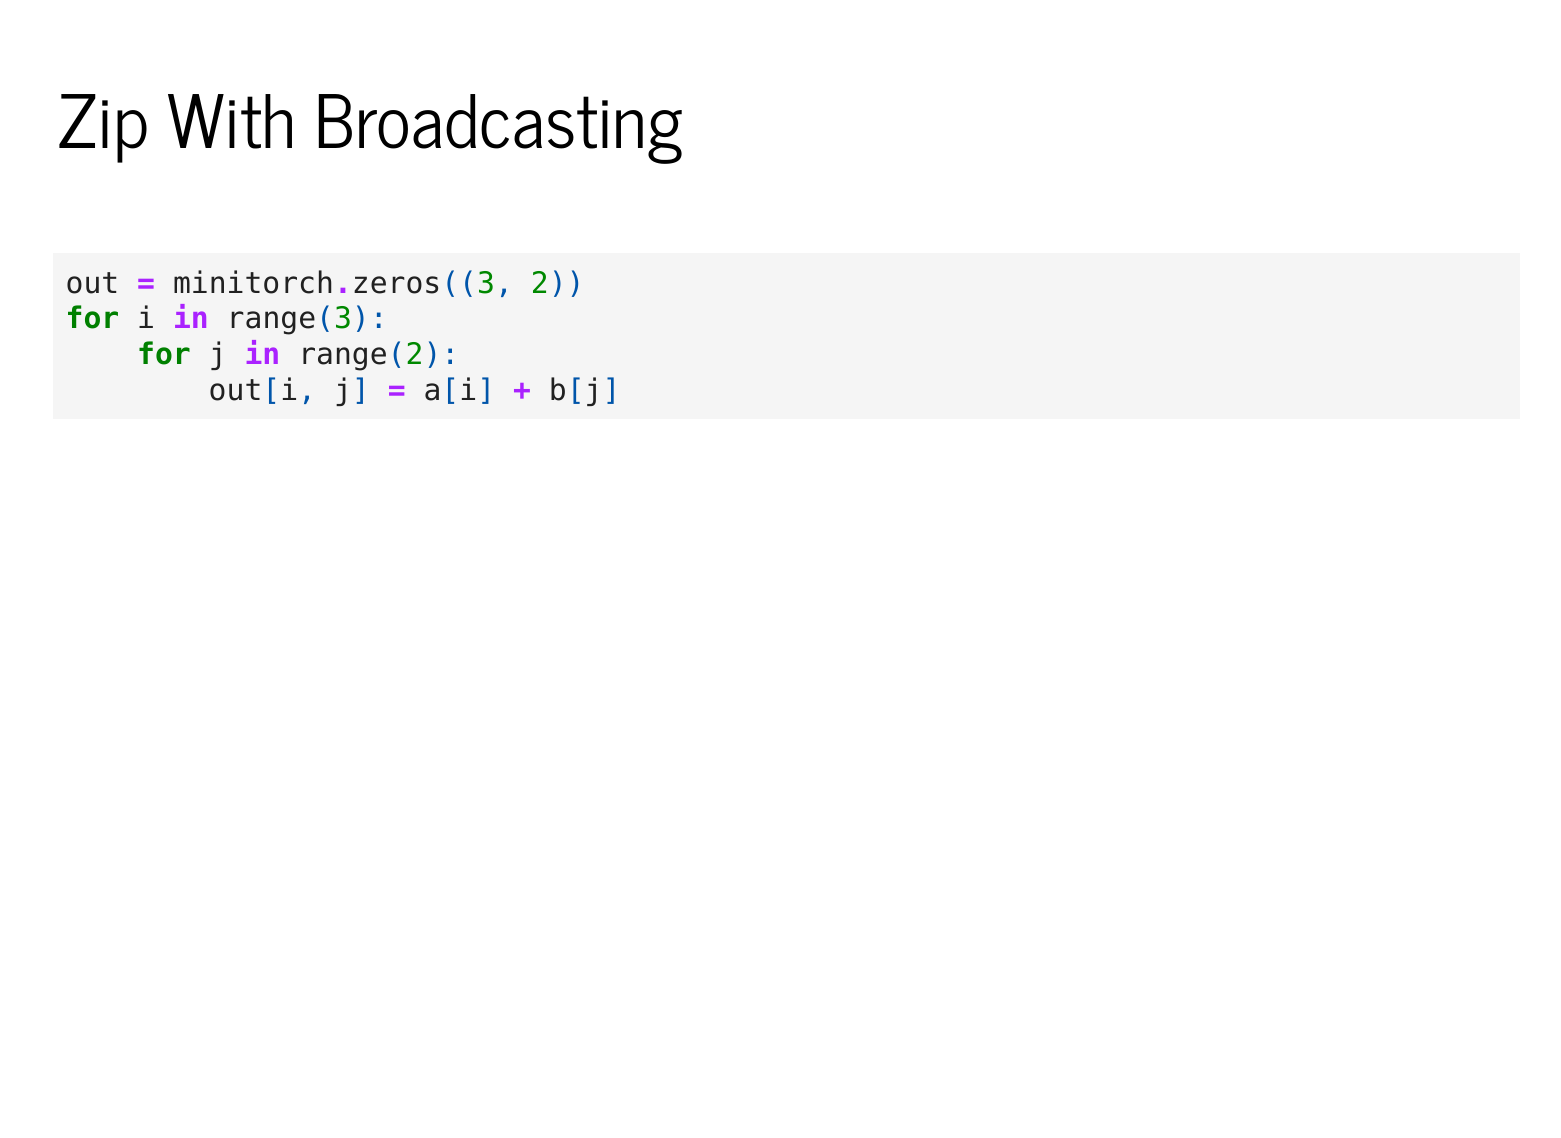 Zip With Broadcasting
out = minitorch.zeros((3, 2))
for i in range(3):
    for j in range(2):
        out[i, j] = a[i] + b[j]